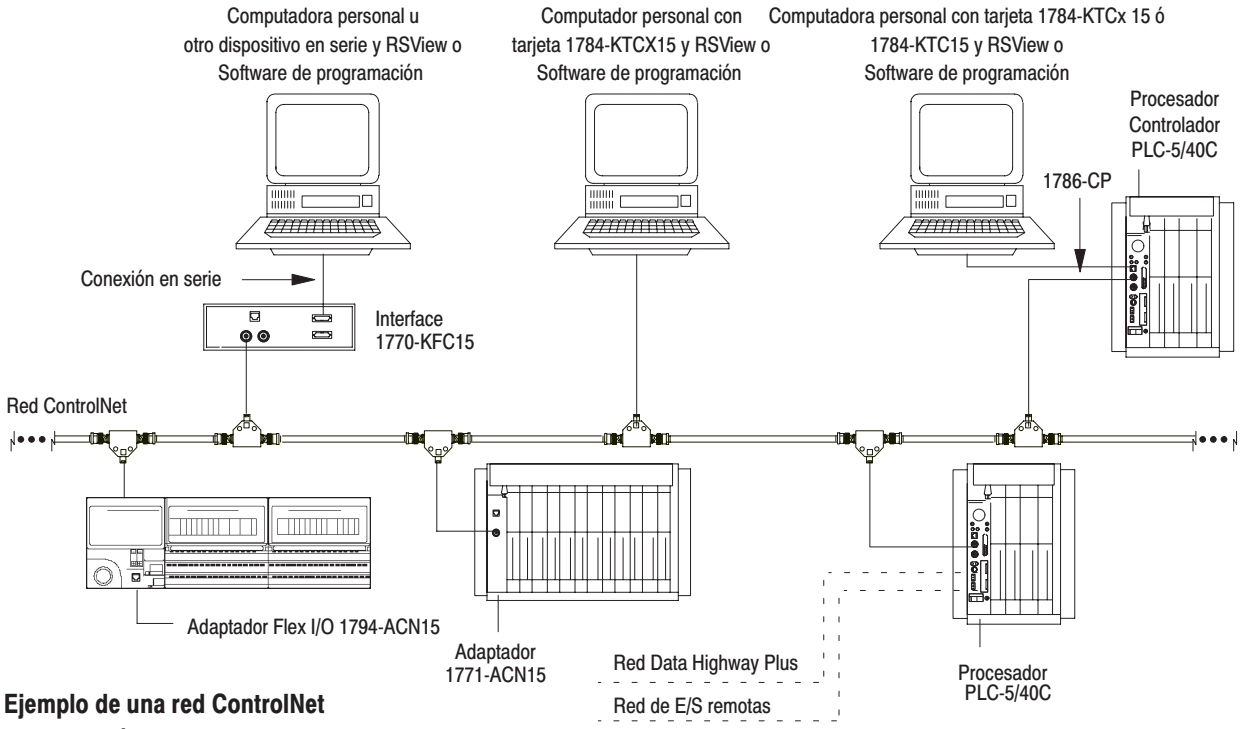 Computadora personal u
otro dispositivo en serie y RSView o
Software de programación
Computador personal con
tarjeta 1784-KTCX15 y RSView o
Software de programación
Computadora personal con tarjeta 1784-KTCx 15 ó
1784-KTC15 y RSView o
Software de programación
Procesador
Controlador
PLC-5/40C
1786-CP
Conexión en serie
Interface
1770-KFC15
Red ControlNet
Adaptador Flex I/O 1794-ACN15
Adaptador
1771-ACN15
Red Data Highway Plus
Red de E/S remotas
Procesador
PLC-5/40C
Ejemplo de una red ControlNet